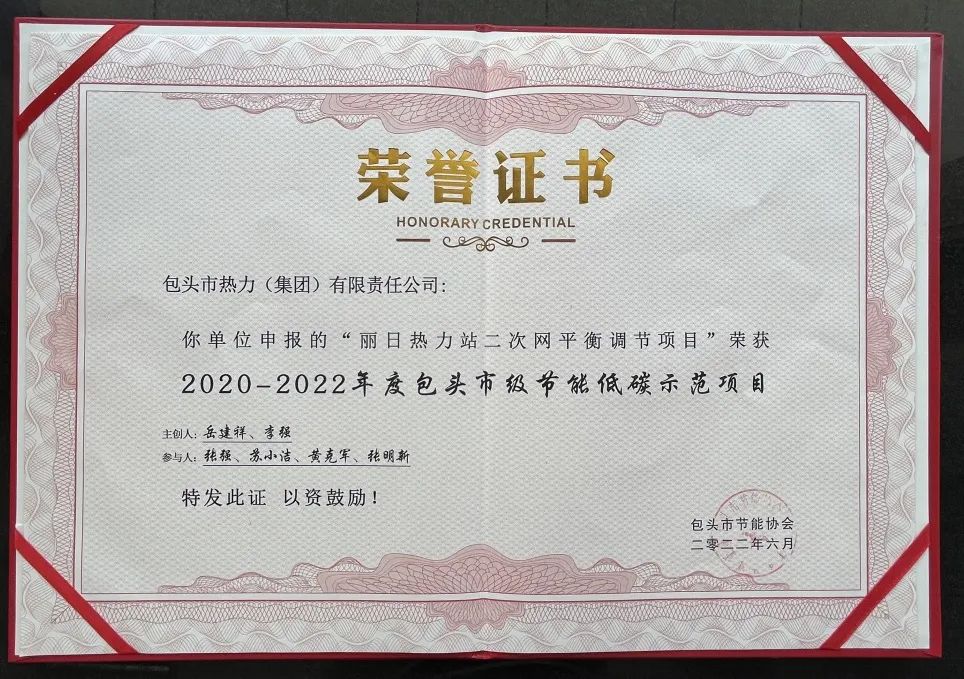 荣誉证书
HONORARY CREDENTIAL
包头市热力（集团）有限责任公司：
你单位申报的“丽日热力站二次网平衡调节项目”荣获
2020-2022年度包头市级节能低碳示范项目
主创人：岳建祥、李强
参与人：张强、苏小洁、黄克军、张明新
特发此证 以资鼓励！
包头市节能协会
二零二二年六月